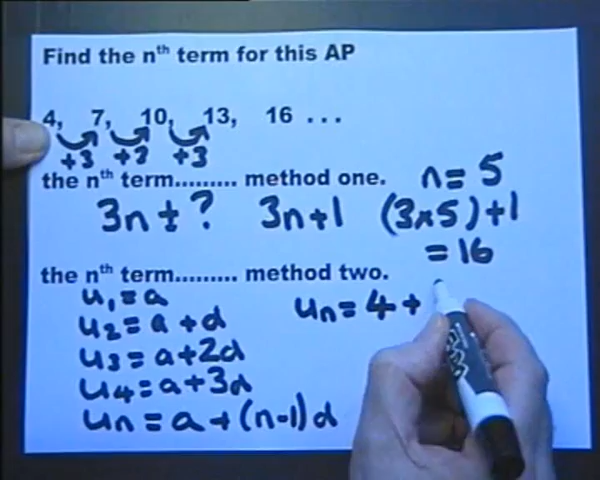 Find the nth term for this AP
4, 7, 10, 13, 16 ...
+3 +3 +3
the nth term......... method one. n = 5
3n ± ? 3n+1 (3×5)+1
= 16
the nth term......... method two.
u₁ = a
u₂ = a + d uₙ = 4 +
u₃ = a + 2d
u₄ = a + 3d
uₙ = a + (n-1) d